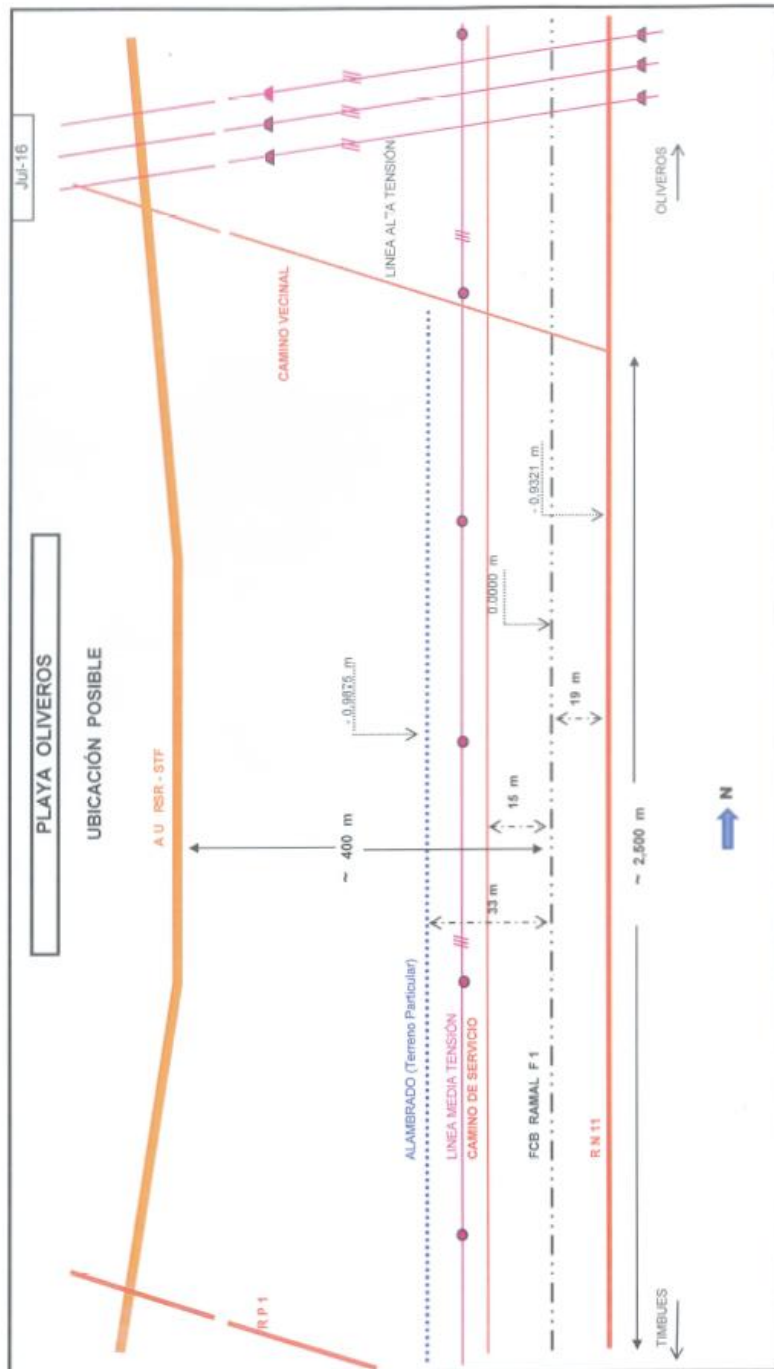 Jul-16
PLAYA OLIVEROS
UBICACIÓN POSIBLE
A U RSR - STF
R P 1
CAMINO VECINAL
LINEA ALTA TENSIÓN
~ 400 m
- 0.9875 m
ALAMBRADO (Terreno Particular)
33 m
LINEA MEDIA TENSIÓN
CAMINO DE SERVICIO
15 m
0.0000 m
FCB RAMAL F 1
- 0.9321 m
19 m
R N 11
~ 2,500 m
TIMBUES
N
OLIVEROS